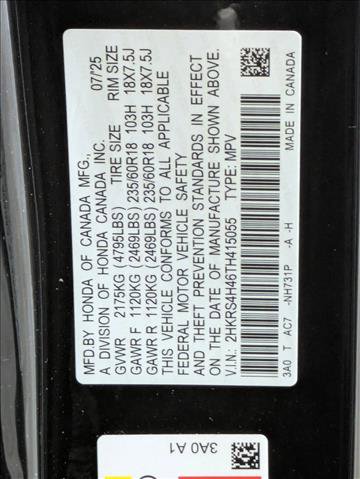 MFD.BY HONDA OF CANADA MFG., 07/'25
A DIVISION OF HONDA CANADA INC.
GVWR 2175KG (4795LBS) TIRE SIZE RIM SIZE
GAWR F 1120KG (2469LBS) 235/60R18 103H 18X7.5J
GAWR R 1120KG (2469LBS) 235/60R18 103H 18X7.5J
THIS VEHICLE CONFORMS TO ALL APPLICABLE
FEDERAL MOTOR VEHICLE SAFETY
AND THEFT PREVENTION STANDARDS IN EFFECT
ON THE DATE OF MANUFACTURE SHOWN ABOVE.
V.I.N.: 2HKRS4H46TH415055 TYPE: MPV
3A0 T AC7 -NH731P -A -H MADE IN CANADA
3A0 A1